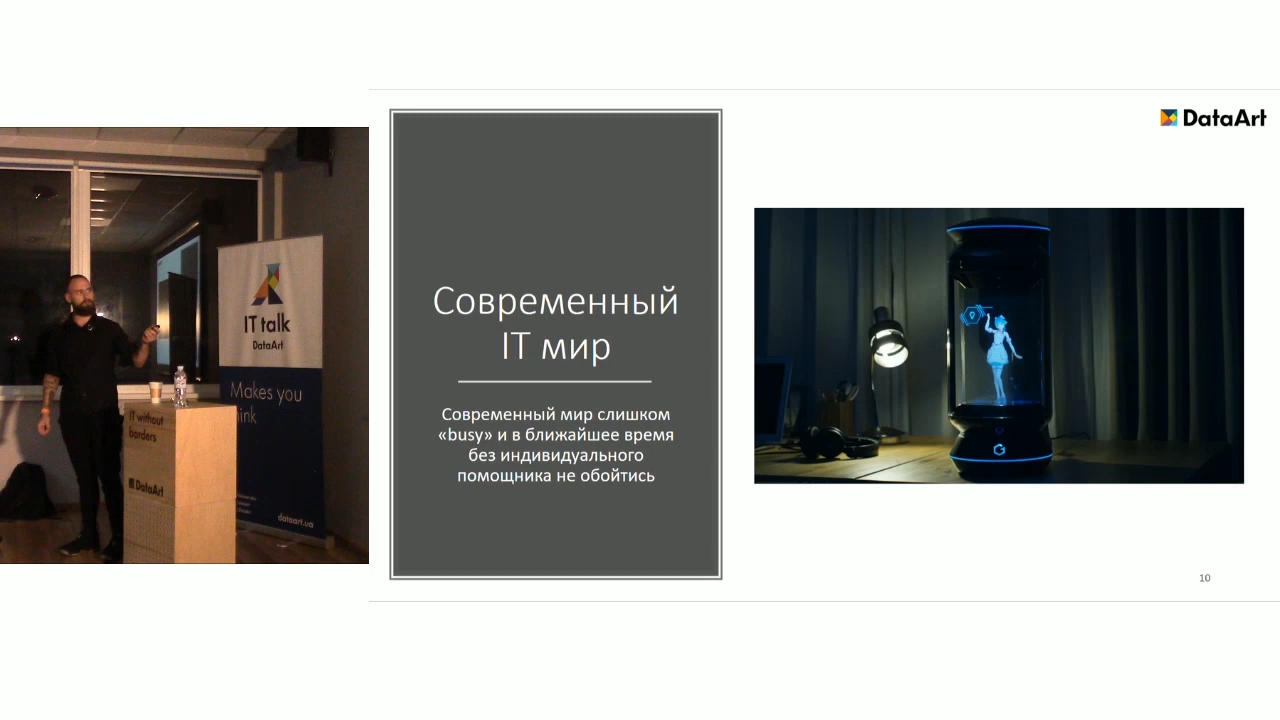 IT talk
DataArt
Makes you
IT without
borders
DataArt
dataart.ua
Современный
IT мир
Современный мир слишком
«busy» и в ближайшее время
без индивидуального
помощника не обойтись
DataArt
10